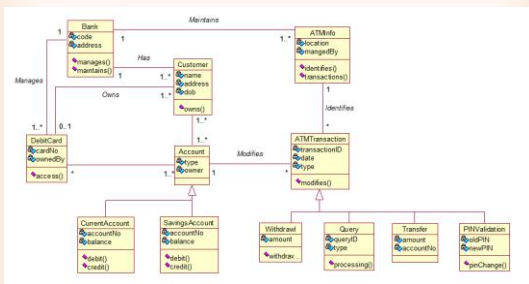 Maintains
Bank
code
address
manages()
maintains()
1
1
1..*
ATMInfo
location
mangedBy
identifies()
transactions()
Has
1
1..*
Customer
name
address
dob
owns()
Manages
Owns
1..*
1
Identifies
*
1..*
0..1
1..*
1..*
DebitCard
cardNo
ownedBy
access()
*
1..*
Account
type
owner
1
Modifies
*
ATMTransaction
transactionID
date
type
modifies()
CurrentAccount
accountNo
balance
debit()
credit()
SavingsAccount
accountNo
balance
debit()
credit()
Withdrawl
amount
withdrav...
Query
queryID
type
processing()
Transfer
amount
accountNo
PINValidation
oldPIN
newPIN
pinChange()